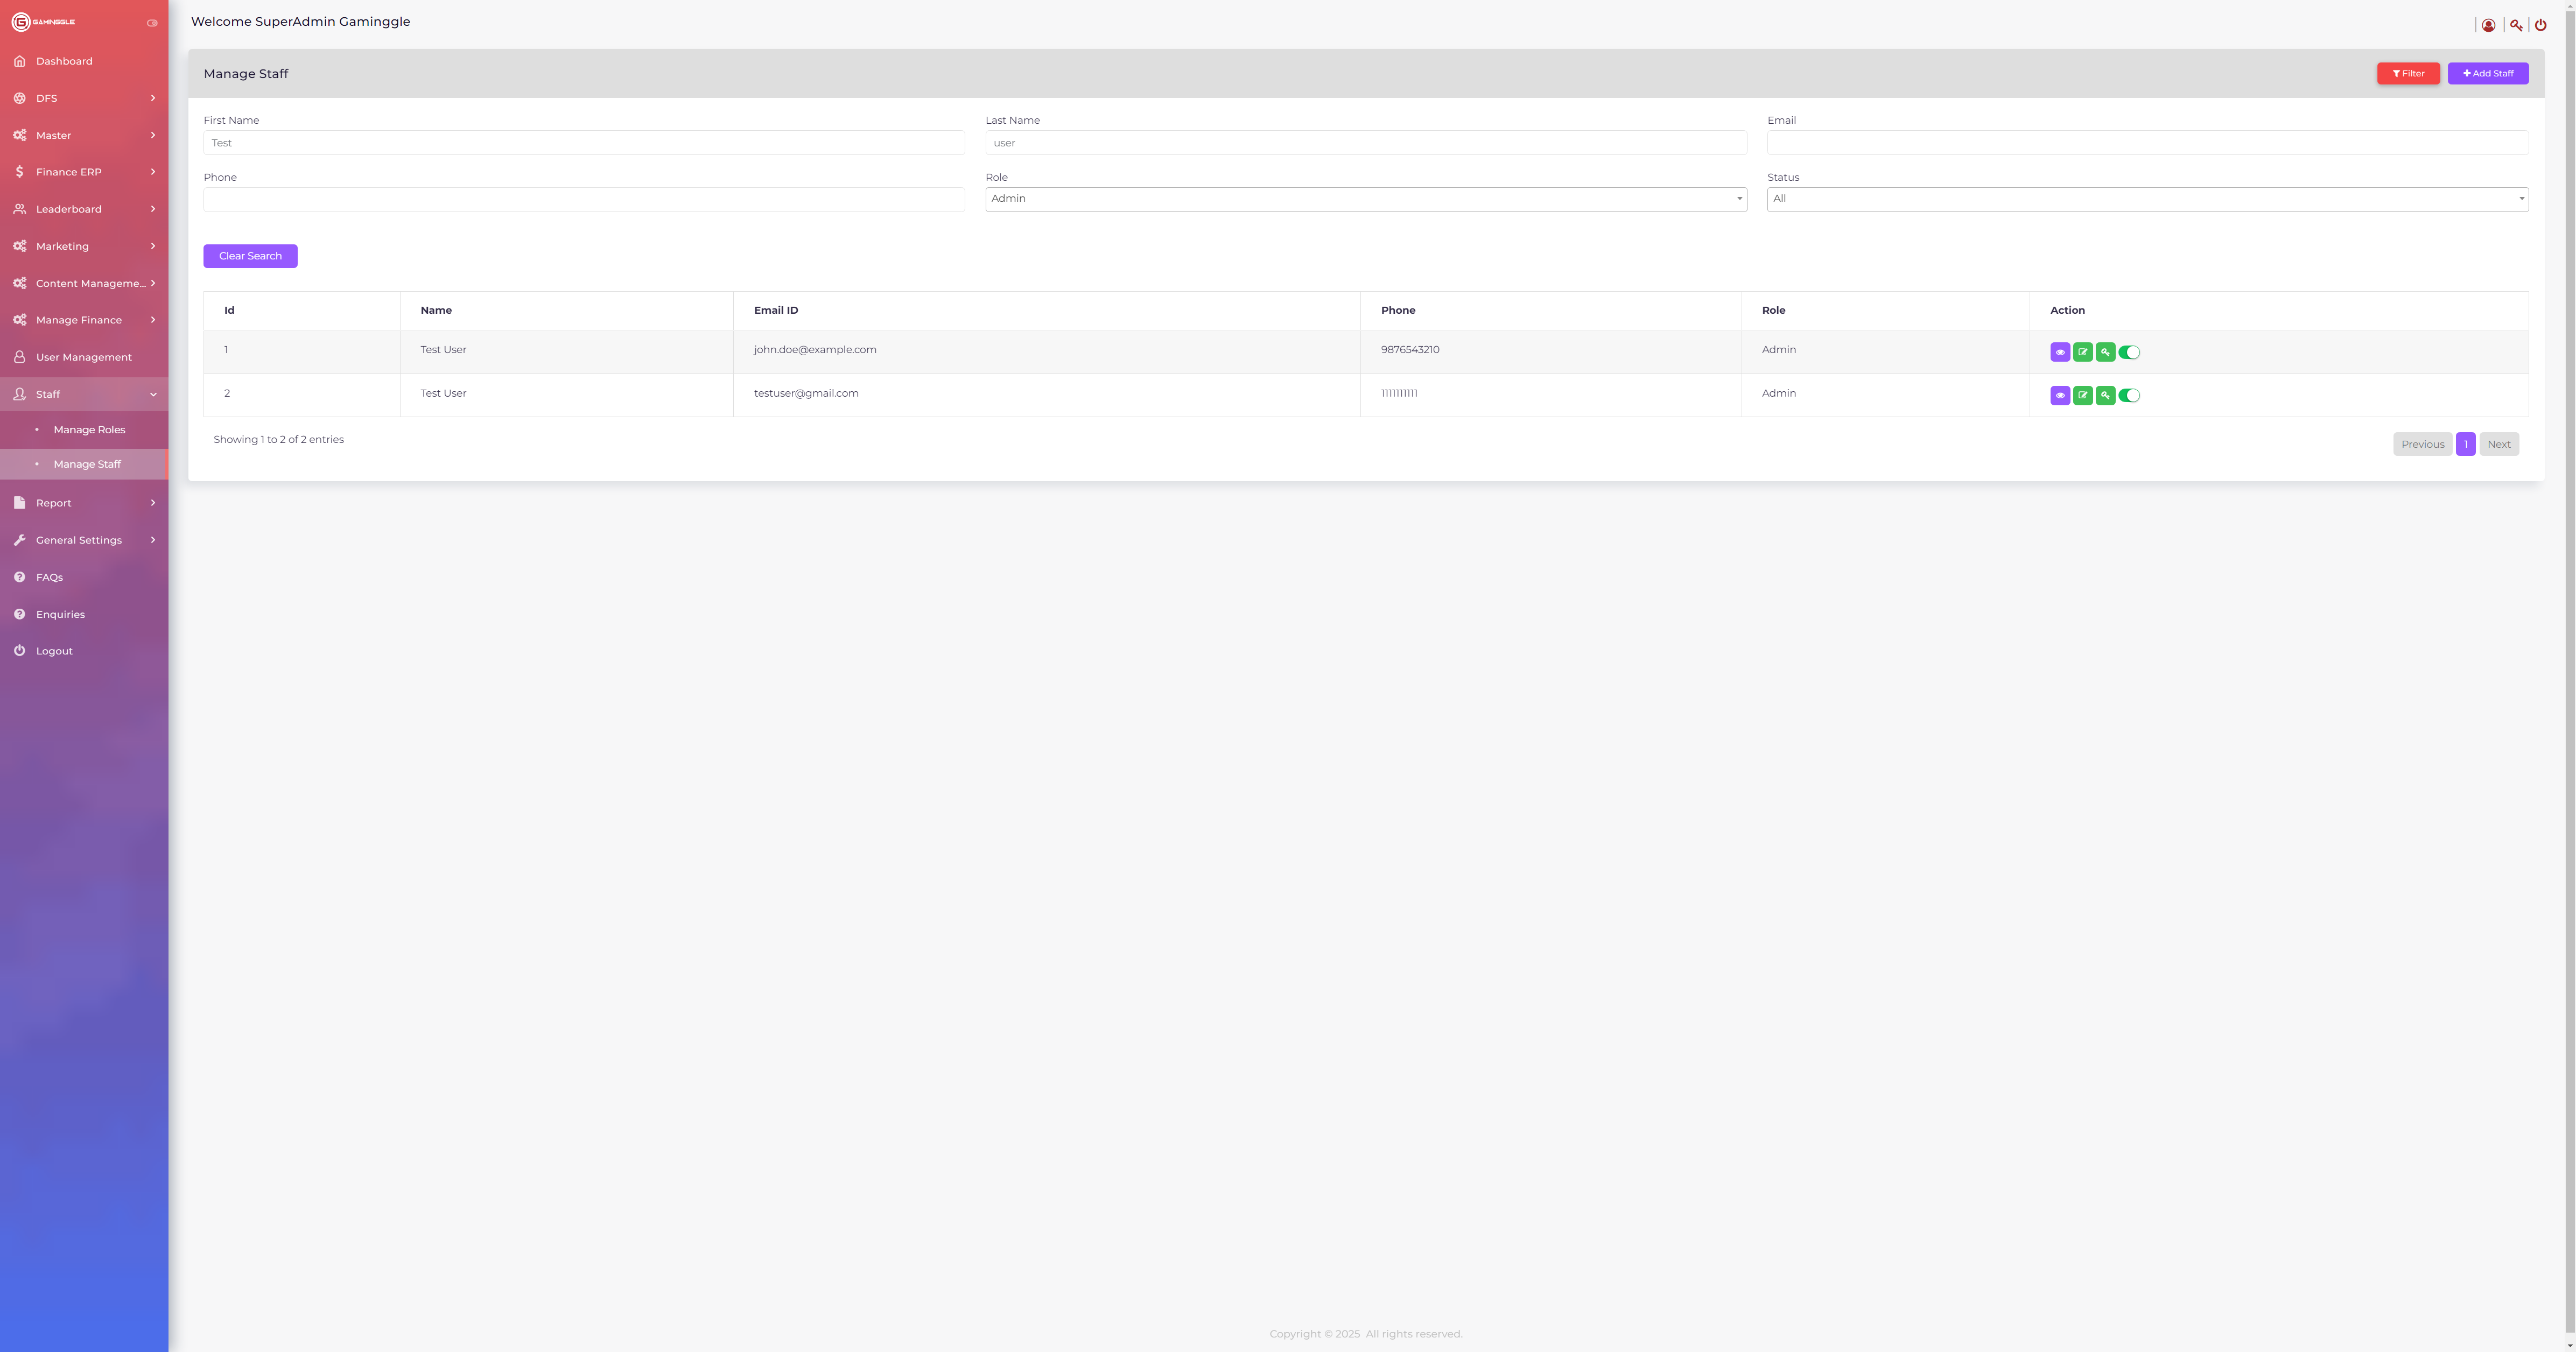 GAMINGGLE
Welcome SuperAdmin Gaminggle
Dashboard
DFS
Master
Finance ERP
Leaderboard
Marketing
Content Manageme...
Manage Finance
User Management
Staff
Manage Roles
Manage Staff
Report
General Settings
FAQs
Enquiries
Logout
Manage Staff
Filter
Add Staff
First Name
Last Name
Email
Test
user
Phone
Role
Status
Admin
All
Clear Search
Id Name Email ID Phone Role Action
1 Test User john.doe@example.com 9876543210 Admin
2 Test User testuser@gmail.com 1111111111 Admin
Showing 1 to 2 of 2 entries
Previous 1 Next
Copyright © 2025 All rights reserved.